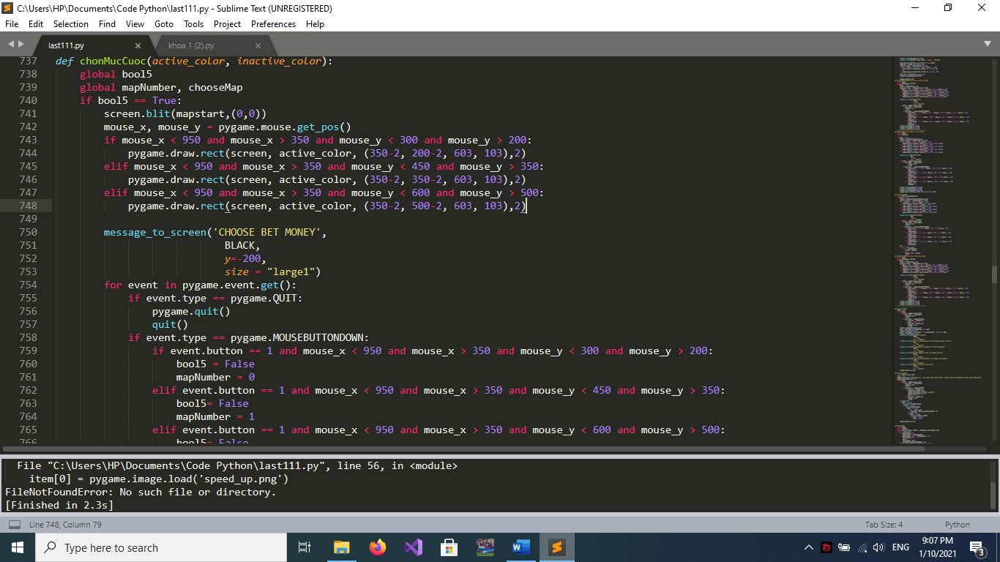 C:\Users\HP\Documents\Code Python\last111.py - Sublime Text (UNREGISTERED)
File Edit Selection Find View Goto Tools Project Preferences Help
last111.py khoa 1 (2).py
737 def chonMucCuoc(active_color, inactive_color):
738 global bool5
739 global mapNumber, chooseMap
740 if bool5 == True:
741 screen.blit(mapstart,(0,0))
742 mouse_x, mouse_y = pygame.mouse.get_pos()
743 if mouse_x < 950 and mouse_x > 350 and mouse_y < 300 and mouse_y > 200:
744 pygame.draw.rect(screen, active_color, (350-2, 200-2, 603, 103),2)
745 elif mouse_x < 950 and mouse_x > 350 and mouse_y < 450 and mouse_y > 350:
746 pygame.draw.rect(screen, active_color, (350-2, 350-2, 603, 103),2)
747 elif mouse_x < 950 and mouse_x > 350 and mouse_y < 600 and mouse_y > 500:
748 pygame.draw.rect(screen, active_color, (350-2, 500-2, 603, 103),2)
749
750 message_to_screen('CHOOSE BET MONEY',
751 BLACK,
752 y=-200,
753 size = "large1")
754 for event in pygame.event.get():
755 if event.type == pygame.QUIT:
756 pygame.quit()
757 quit()
758 if event.type == pygame.MOUSEBUTTONDOWN:
759 if event.button == 1 and mouse_x < 950 and mouse_x > 350 and mouse_y < 300 and mouse_y > 200:
760 bool5 = False
761 mapNumber = 0
762 elif event.button == 1 and mouse_x < 950 and mouse_x > 350 and mouse_y < 450 and mouse_y > 350:
763 bool5= False
764 mapNumber = 1
765 elif event.button == 1 and mouse_x < 950 and mouse_x > 350 and mouse_y < 600 and mouse_y > 500:
766 bool5= False
File "C:\Users\HP\Documents\Code Python\last111.py", line 56, in <module>
item[0] = pygame.image.load('speed_up.png')
FileNotFoundError: No such file or directory.
[Finished in 2.3s]
Line 748, Column 79 Tab Size: 4 Python
Type here to search
ENG
9:07 PM
1/10/2021
3